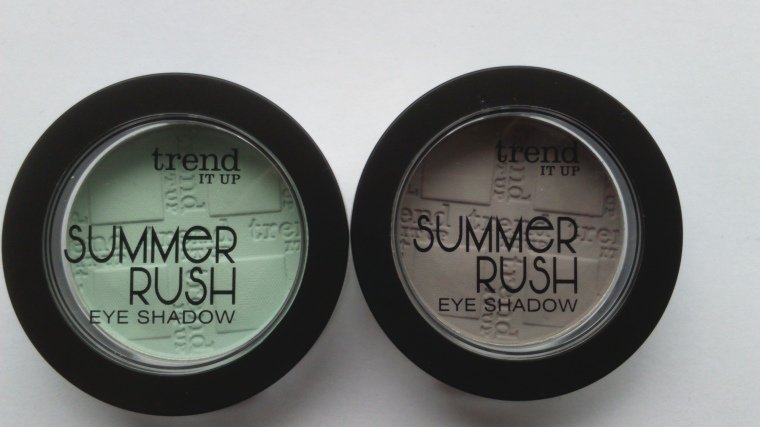 trend
IT UP
SUMMER
RUSH
EYE SHADOW
trend
IT UP
SUMMER
RUSH
EYE SHADOW